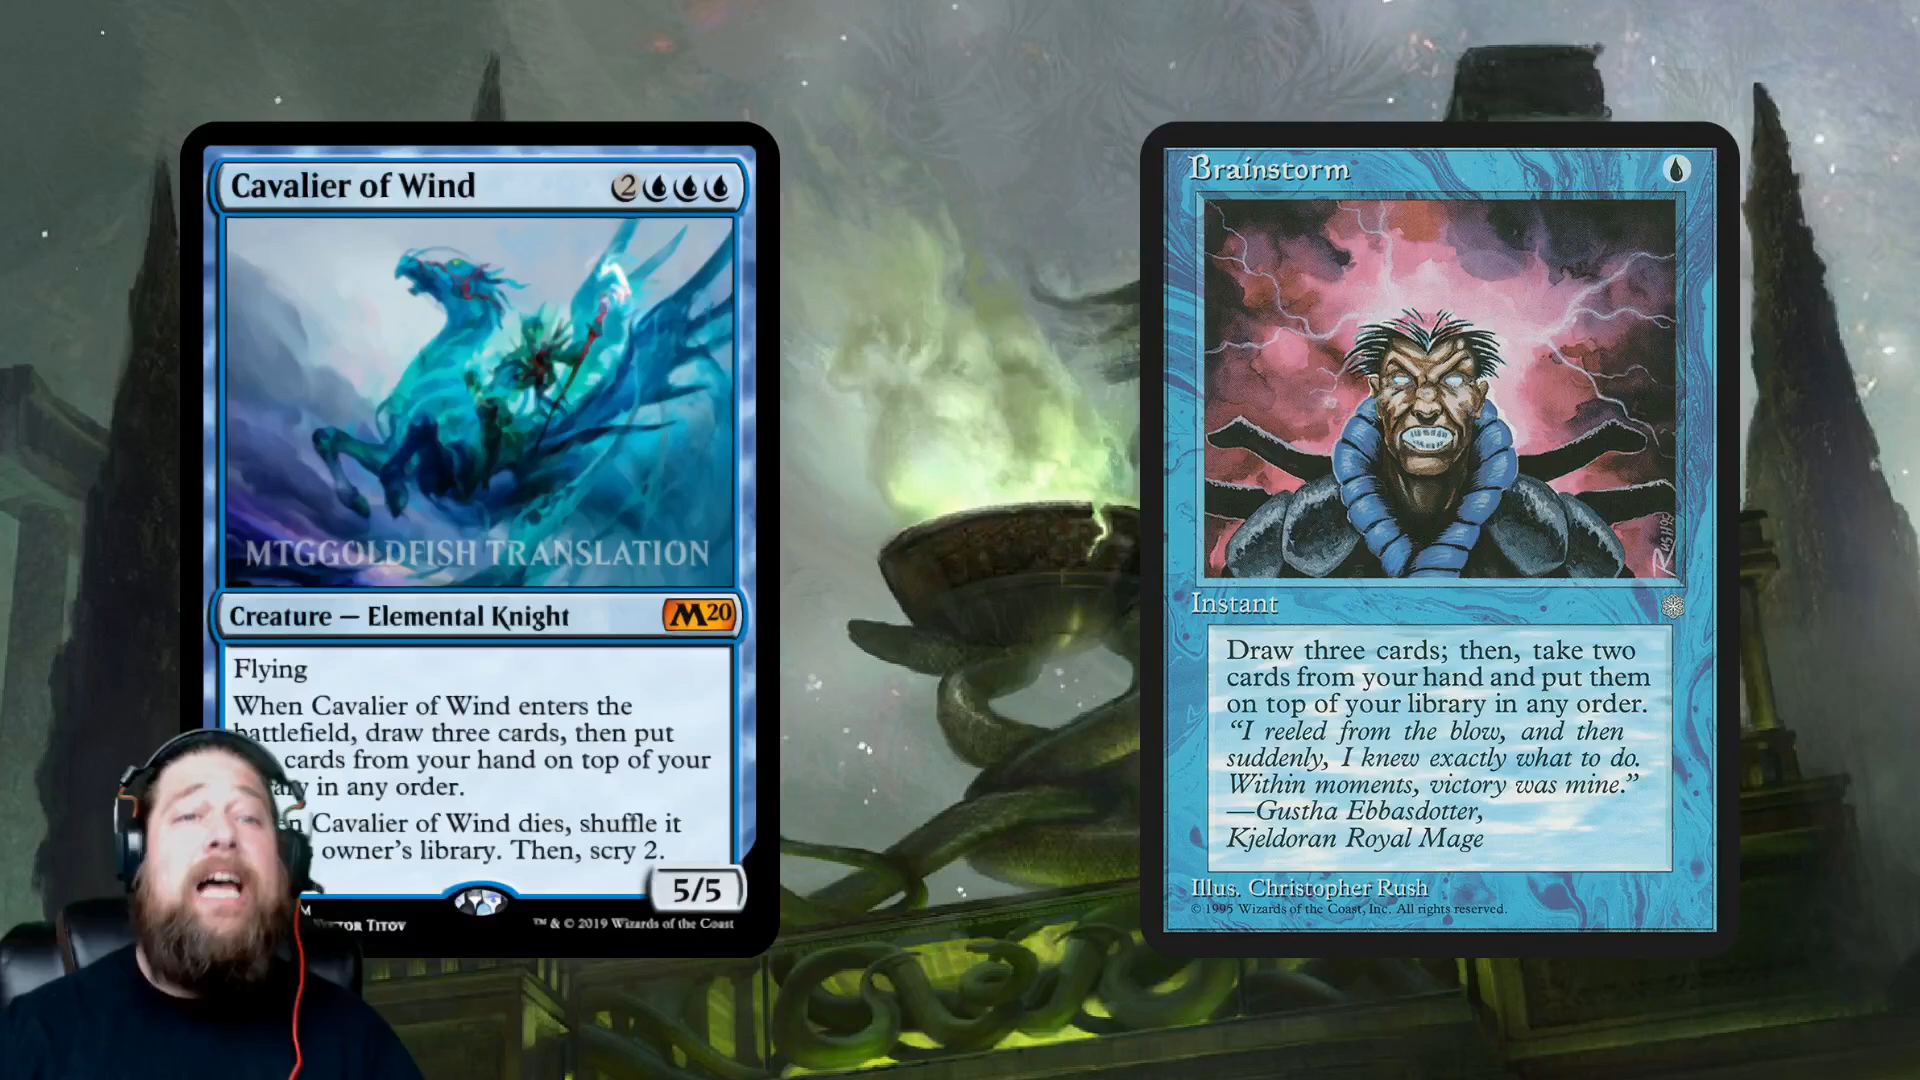 Cavalier of Wind
2
MTGGOLDFISH TRANSLATION
Creature — Elemental Knight
M20
Flying
When Cavalier of Wind enters the
battlefield, draw three cards, then put
cards from your hand on top of your
in any order.
Cavalier of Wind dies, shuffle it
owner's library. Then, scry 2.
5/5
M
Titov
™ & © 2019 Wizards of the Coast
Brainstorm
Rush95
Instant
Draw three cards; then, take two
cards from your hand and put them
on top of your library in any order.
“I reeled from the blow, and then
suddenly, I knew exactly what to do.
Within moments, victory was mine.”
—Gustha Ebbasdotter,
Kjeldoran Royal Mage
Illus. Christopher Rush
© 1995 Wizards of the Coast, Inc. All rights reserved.